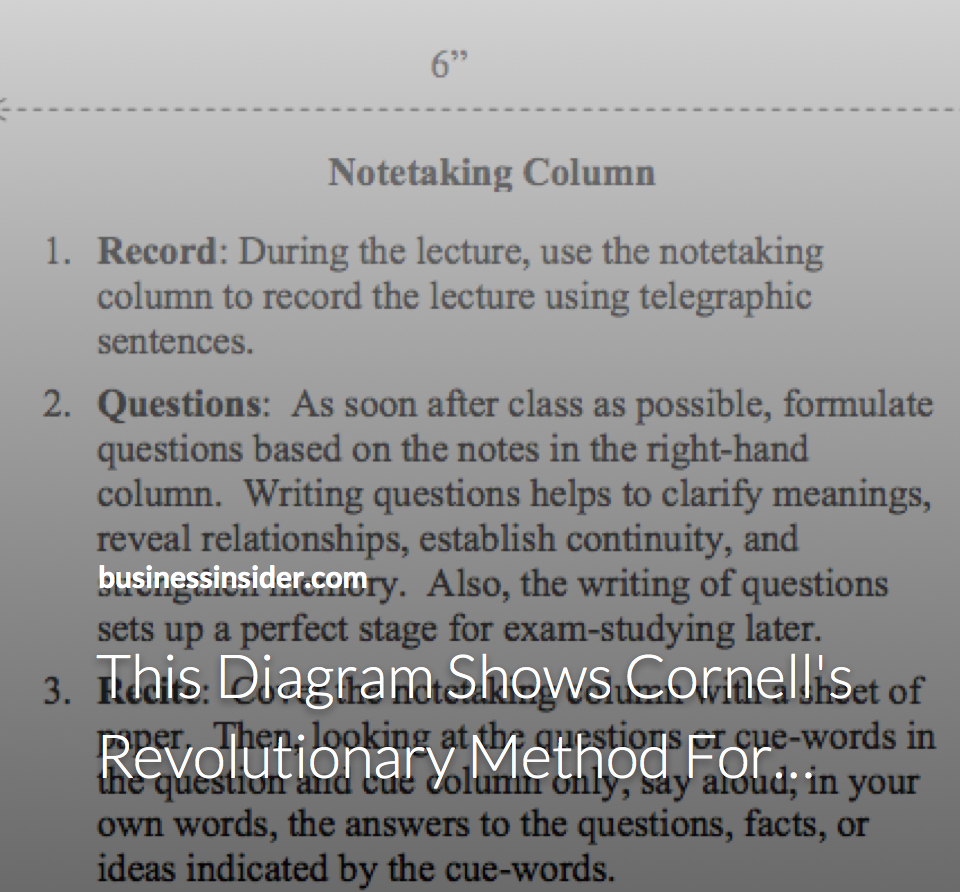 6”
Notetaking Column
1. Record: During the lecture, use the notetaking
column to record the lecture using telegraphic
sentences.
2. Questions:  As soon after class as possible, formulate
questions based on the notes in the right-hand
column.  Writing questions helps to clarify meanings,
reveal relationships, establish continuity, and
businessinsider.com
strengthen memory.  Also, the writing of questions
sets up a perfect stage for exam-studying later.
This Diagram Shows Cornell's
3. Recite:  Cover the notetaking column with a sheet of
paper.  Then, looking at the questions or cue-words in
Revolutionary Method For...
the question and cue column only, say aloud, in your
own words, the answers to the questions, facts, or
ideas indicated by the cue-words.